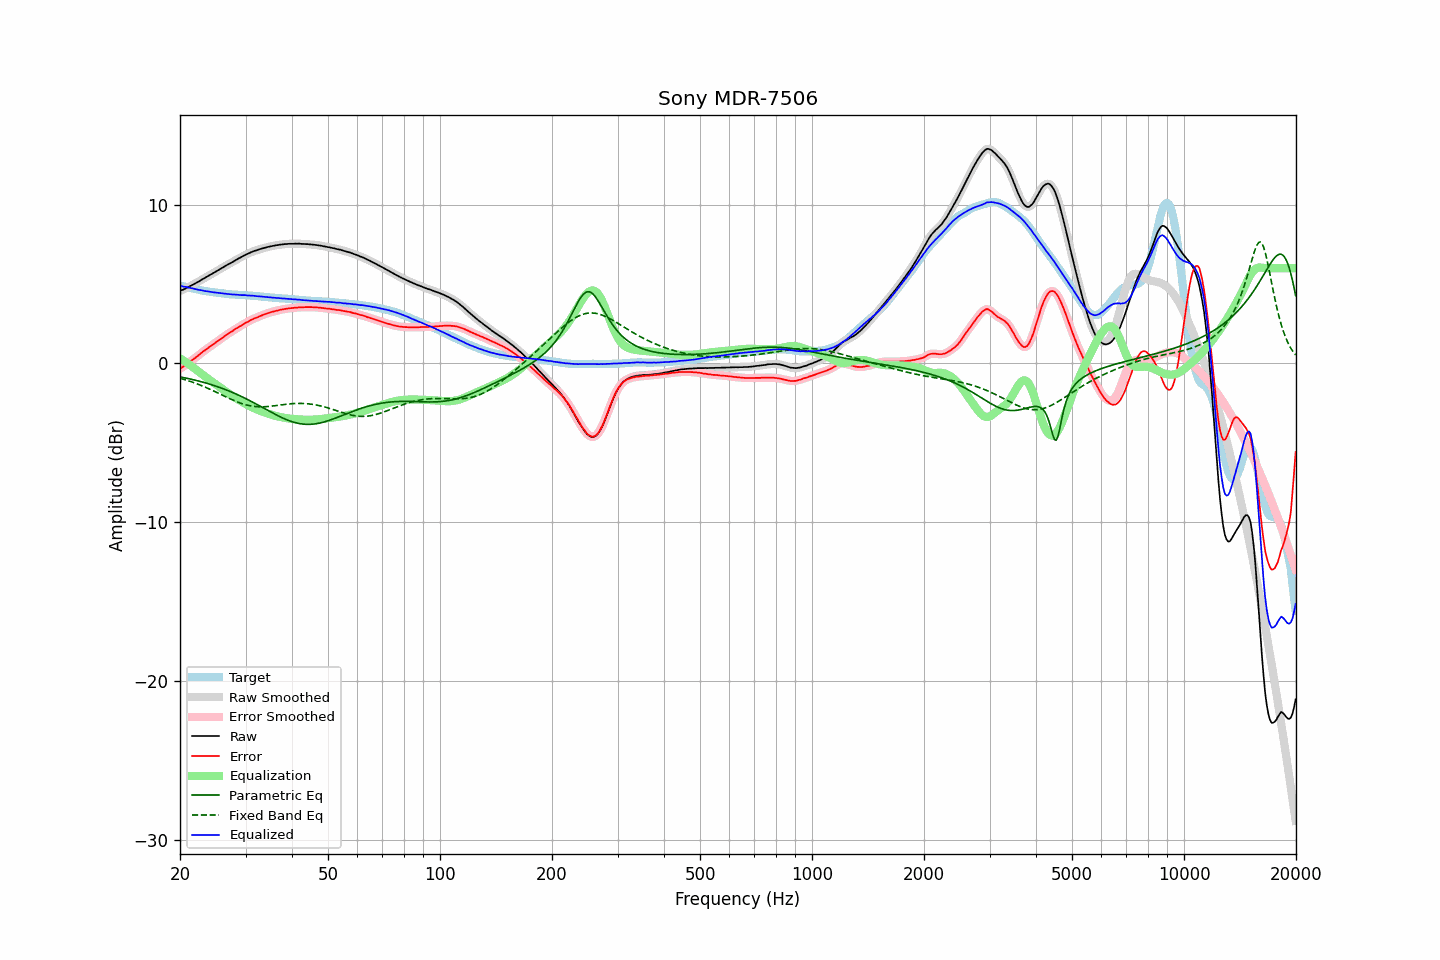 Sony MDR-7506
Amplitude (dBr)
10
0
−10
−20
−30
Target
Raw Smoothed
Error Smoothed
Raw
Error
Equalization
Parametric Eq
Fixed Band Eq
Equalized
20 50 100 200 500 1000 2000 5000 10000 20000
Frequency (Hz)